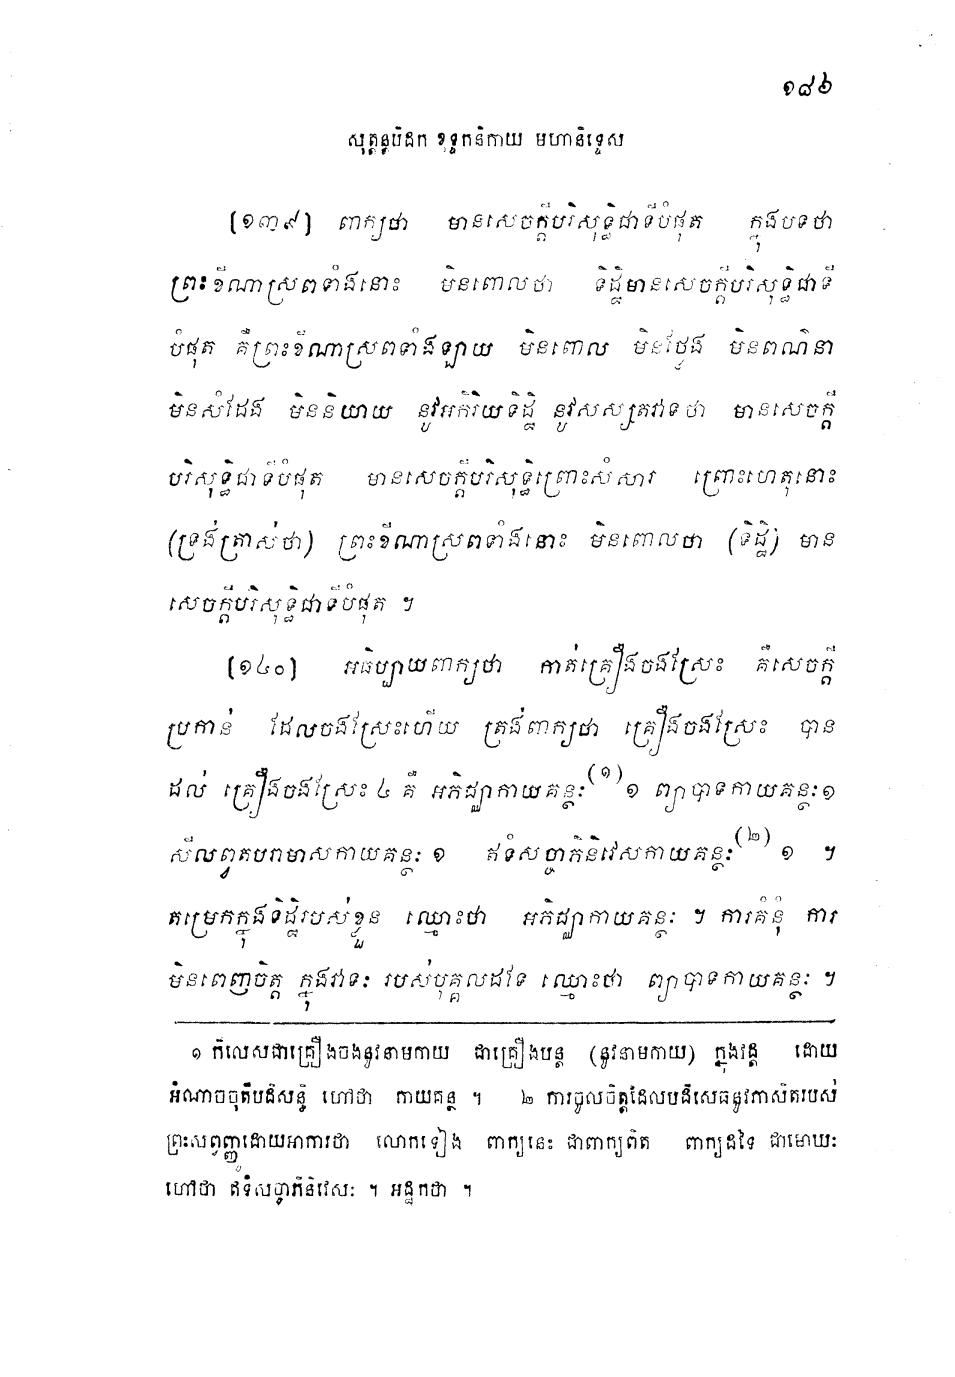 ១៨៦
សុត្តន្តបិដក ខុទ្ទកនិកាយ មហានិទ្ទេស
[១៣៩] ពាក្យថា មានសេចក្តីបរិសុទ្ធិជាទីបំផុត ក្នុងបទថា
ព្រះខីណាស្រពទាំងនោះ មិនពោលថា ទិដ្ឋិមានសេចក្តីបរិសុទ្ធិជាទី
បំផុត គឺព្រះខីណាស្រពទាំងឡាយ មិនពោល មិនថ្លែង មិនពណ៌នា
មិនសំដែង មិននិយាយ នូវអកិរិយទិដ្ឋិ នូវសស្សតវាទថា មានសេចក្តី
បរិសុទ្ធិជាទីបំផុត មានសេចក្តីបរិសុទ្ធិព្រោះសំសារ ព្រោះហេតុនោះ
(ទ្រង់ត្រាស់ថា) ព្រះខីណាស្រពទាំងនោះ មិនពោលថា (ទិដ្ឋិ) មាន
សេចក្តីបរិសុទ្ធិជាទីបំផុត ។
[១៤០] អធិប្បាយពាក្យថា កាត់គ្រឿងចងស្រែះ គឺសេចក្តី
ប្រកាន់ ដែលចងស្រែះហើយ ត្រង់ពាក្យថា គ្រឿងចងស្រែះ បាន
ដល់ គ្រឿងចងស្រែះ ៤ គឺ អភិជ្ឈាកាយគន្ថៈ(១) ១ ព្យាបាទកាយគន្ថៈ១
សីលព្វតបរាមាសកាយគន្ថៈ ១ ឥទំសច្ចាភិនិវេសកាយគន្ថៈ(២) ១ ។
តម្រេកក្នុងទិដ្ឋិរបស់ខ្លួន ឈ្មោះថា អភិជ្ឈាកាយគន្ថៈ ។ ការគំនុំ ការ
មិនពេញចិត្ត ក្នុងវាទៈ របស់បុគ្គលដទៃ ឈ្មោះថា ព្យាបាទកាយគន្ថៈ ។
១ កិលេសជាគ្រឿងចងនូវនាមកាយ ជាគ្រឿងបន្ត (នូវនាមកាយ) ក្នុងវដ្ត ដោយ
អំណាចចុតិបដិសន្ធិ ហៅថា កាយគន្ថ ។ ២ ការជូលចិត្តដែលបដិសេធនូវភាសិតរបស់
ព្រះសព្វញ្ញូដោយអាការថា លោកទៀង ពាក្យនេះ ជាពាក្យពិត ពាក្យដទៃ ជាមោឃៈ
ហៅថា ឥទំសច្ចាភិនិវេសៈ ។ អដ្ឋកថា ។